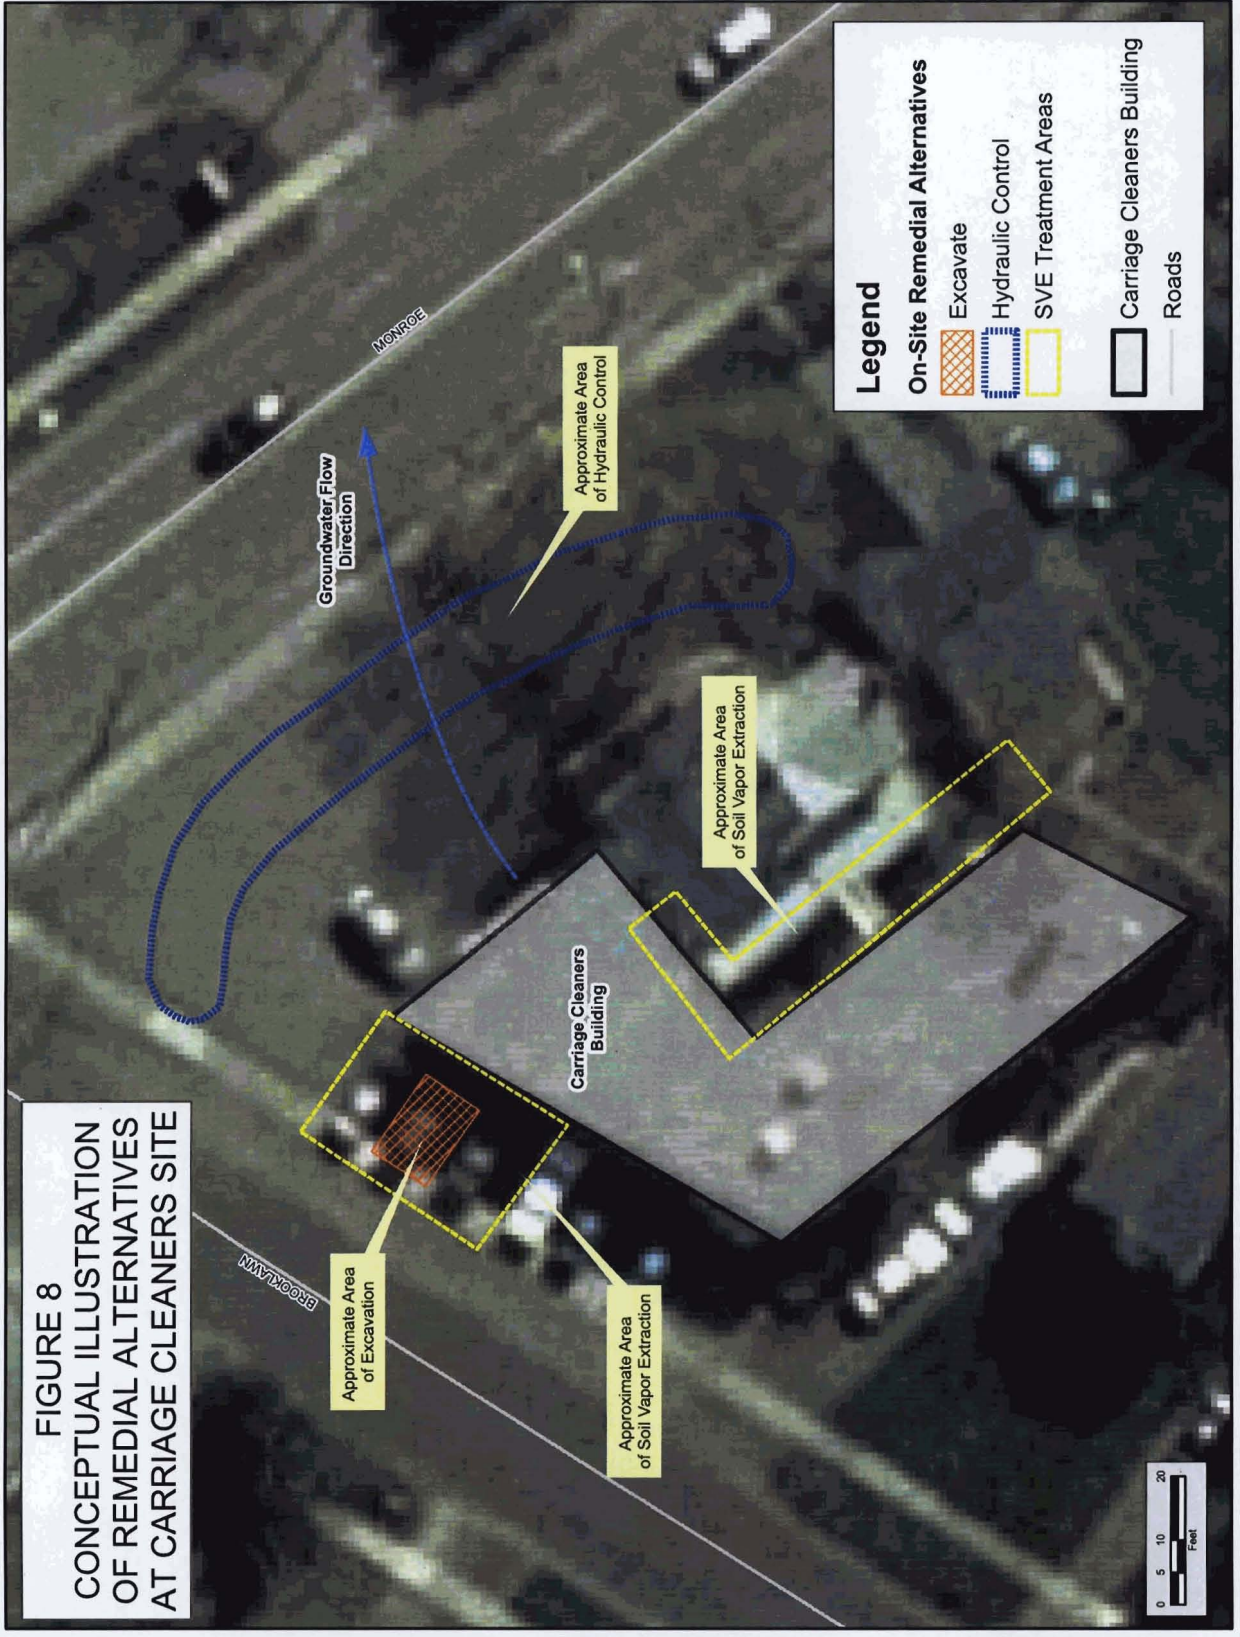 FIGURE 8
CONCEPTUAL ILLUSTRATION
OF REMEDIAL ALTERNATIVES
AT CARRIAGE CLEANERS SITE
BROCKLAWN
MONROE
Groundwater Flow
Direction
Approximate Area
of Hydraulic Control
Approximate Area
of Excavation
Carriage Cleaners
Building
Approximate Area
of Soil Vapor Extraction
Approximate Area
of Soil Vapor Extraction
Legend
On-Site Remedial Alternatives
Excavate
Hydraulic Control
SVE Treatment Areas
Carriage Cleaners Building
Roads
0 5 10 20
Feet